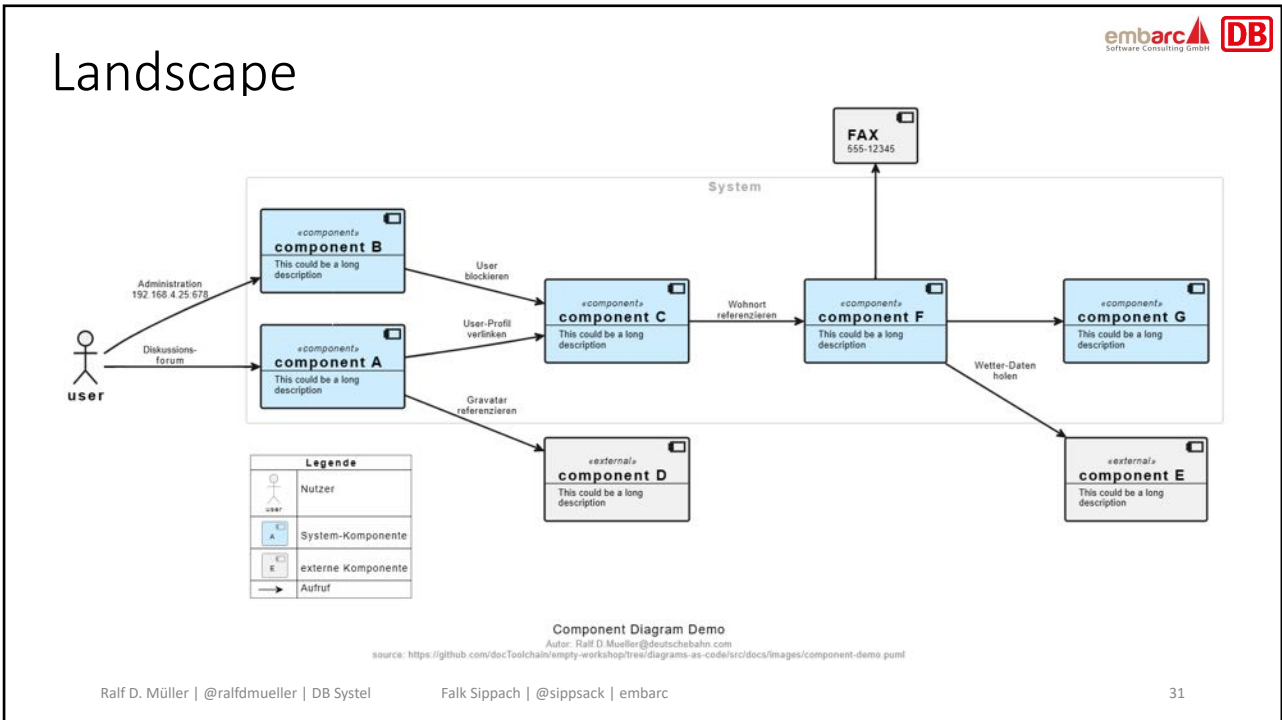 Landscape
embarc
Software Consulting GmbH
DB
FAX
555-12345
System
«component»
component B
This could be a long
description
Administration
192.168.4.25:678
User
blockieren
«component»
component C
This could be a long
description
Wohnort
referenzieren
«component»
component F
This could be a long
description
«component»
component G
This could be a long
description
User-Profil
verlinken
user
Diskussions-
forum
«component»
component A
This could be a long
description
Wetter-Daten
holen
Gravatar
referenzieren
«external»
component D
This could be a long
description
«external»
component E
This could be a long
description
Legende
user
Nutzer
A
System-Komponente
E
externe Komponente
Aufruf
Component Diagram Demo
Autor: Ralf.D.Mueller@deutschebahn.com
source: https://github.com/docToolchain/empty-workshop/tree/diagrams-as-code/src/docs/images/component-demo.puml
Ralf D. Müller | @ralfdmueller | DB Systel
Falk Sippach | @sippsack | embarc
31